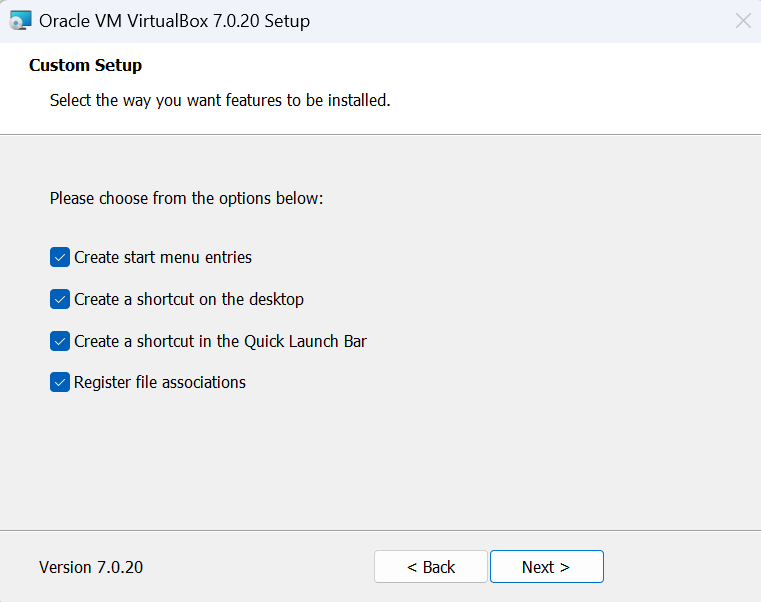 Oracle VM VirtualBox 7.0.20 Setup
Custom Setup
Select the way you want features to be installed.
Please choose from the options below:
Create start menu entries
Create a shortcut on the desktop
Create a shortcut in the Quick Launch Bar
Register file associations
Version 7.0.20
< Back
Next >